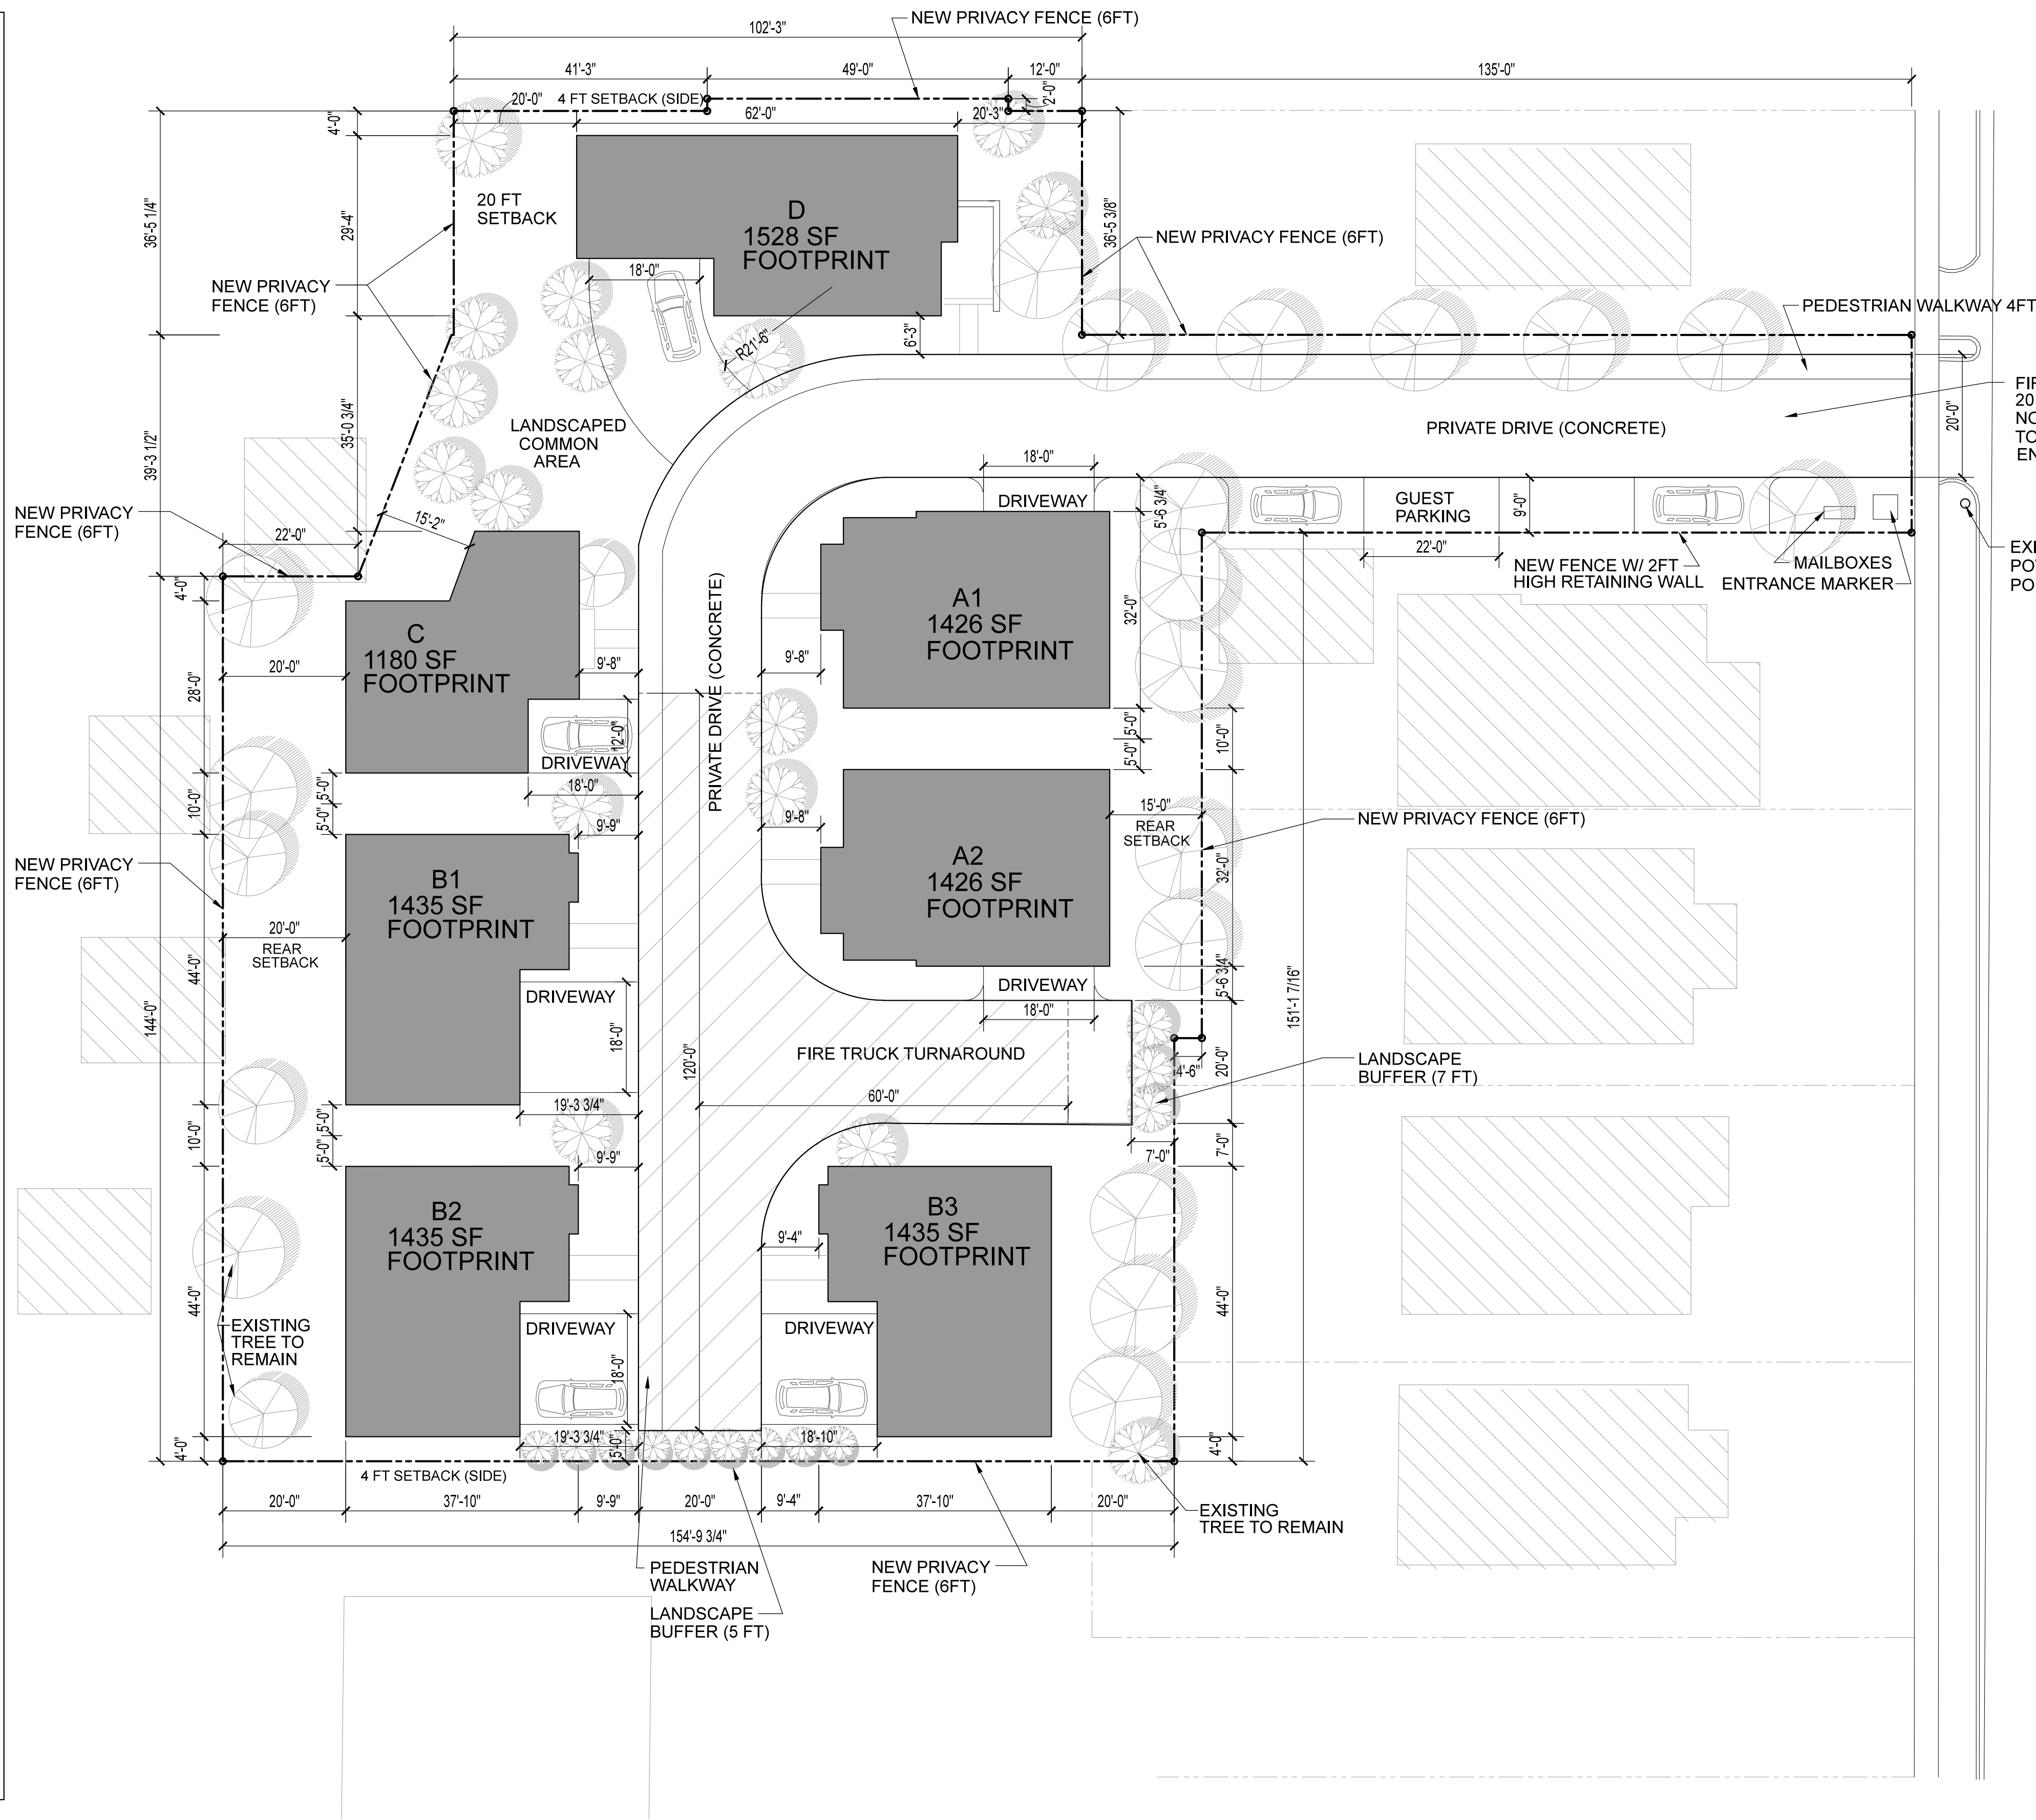 NEW PRIVACY FENCE (6FT)
102'-3"
41'-3"
49'-0"
12'-0"
135'-0"
2'-0"
20'-0"
4 FT SETBACK (SIDE)
62'-0"
20'-3"
4'-0"
36'-5 1/4"
29'-4"
20 FT
SETBACK
D
1528 SF
FOOTPRINT
36'-5 3/8"
NEW PRIVACY FENCE (6FT)
18'-0"
NEW PRIVACY
FENCE (6FT)
PEDESTRIAN WALKWAY 4FT
6'-3"
R21'-6"
FIR
20
NO
TO
EN
20'-0"
39'-3 1/2"
35'-0 3/4"
LANDSCAPED
COMMON
AREA
PRIVATE DRIVE (CONCRETE)
18'-0"
DRIVEWAY
5'-6 3/4"
GUEST
PARKING
9'-0"
NEW PRIVACY
FENCE (6FT)
15'-2"
22'-0"
22'-0"
NEW FENCE W/ 2FT
HIGH RETAINING WALL
MAILBOXES
ENTRANCE MARKER
EXI
PO
4'-0"
PRIVATE DRIVE (CONCRETE)
A1
1426 SF
FOOTPRINT
32'-0"
C
1180 SF
FOOTPRINT
9'-8"
9'-8"
20'-0"
28'-0"
12'-0"
DRIVEWAY
18'-0"
5'-0"
5'-0"
10'-0"
10'-0"
5'-0"
5'-0"
9'-9"
9'-8"
15'-0"
REAR
SETBACK
NEW PRIVACY FENCE (6FT)
NEW PRIVACY
FENCE (6FT)
B1
1435 SF
FOOTPRINT
A2
1426 SF
FOOTPRINT
32'-0"
20'-0"
REAR
SETBACK
44'-0"
144'-0"
DRIVEWAY
18'-0"
DRIVEWAY
18'-0"
5'-6 3/4"
151'-1 7/16"
FIRE TRUCK TURNAROUND
120'-0"
60'-0"
20'-0"
4'-6"
LANDSCAPE
BUFFER (7 FT)
19'-3 3/4"
5'-0"
5'-0"
10'-0"
9'-9"
7'-0"
7'-0"
B2
1435 SF
FOOTPRINT
B3
1435 SF
FOOTPRINT
9'-4"
44'-0"
44'-0"
EXISTING
TREE TO
REMAIN
DRIVEWAY
18'-0"
DRIVEWAY
19'-3 3/4"
5'-0"
18'-10"
4'-0"
4'-0"
4 FT SETBACK (SIDE)
20'-0"
37'-10"
9'-9"
20'-0"
9'-4"
37'-10"
20'-0"
EXISTING
TREE TO REMAIN
154'-9 3/4"
PEDESTRIAN
WALKWAY
NEW PRIVACY
FENCE (6FT)
LANDSCAPE
BUFFER (5 FT)